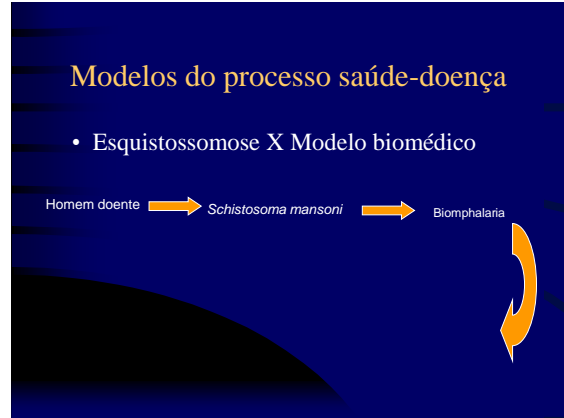 Modelos do processo saúde-doença
• Esquistossomose X Modelo biomédico
Homem doente Schistosoma mansoni Biomphalaria